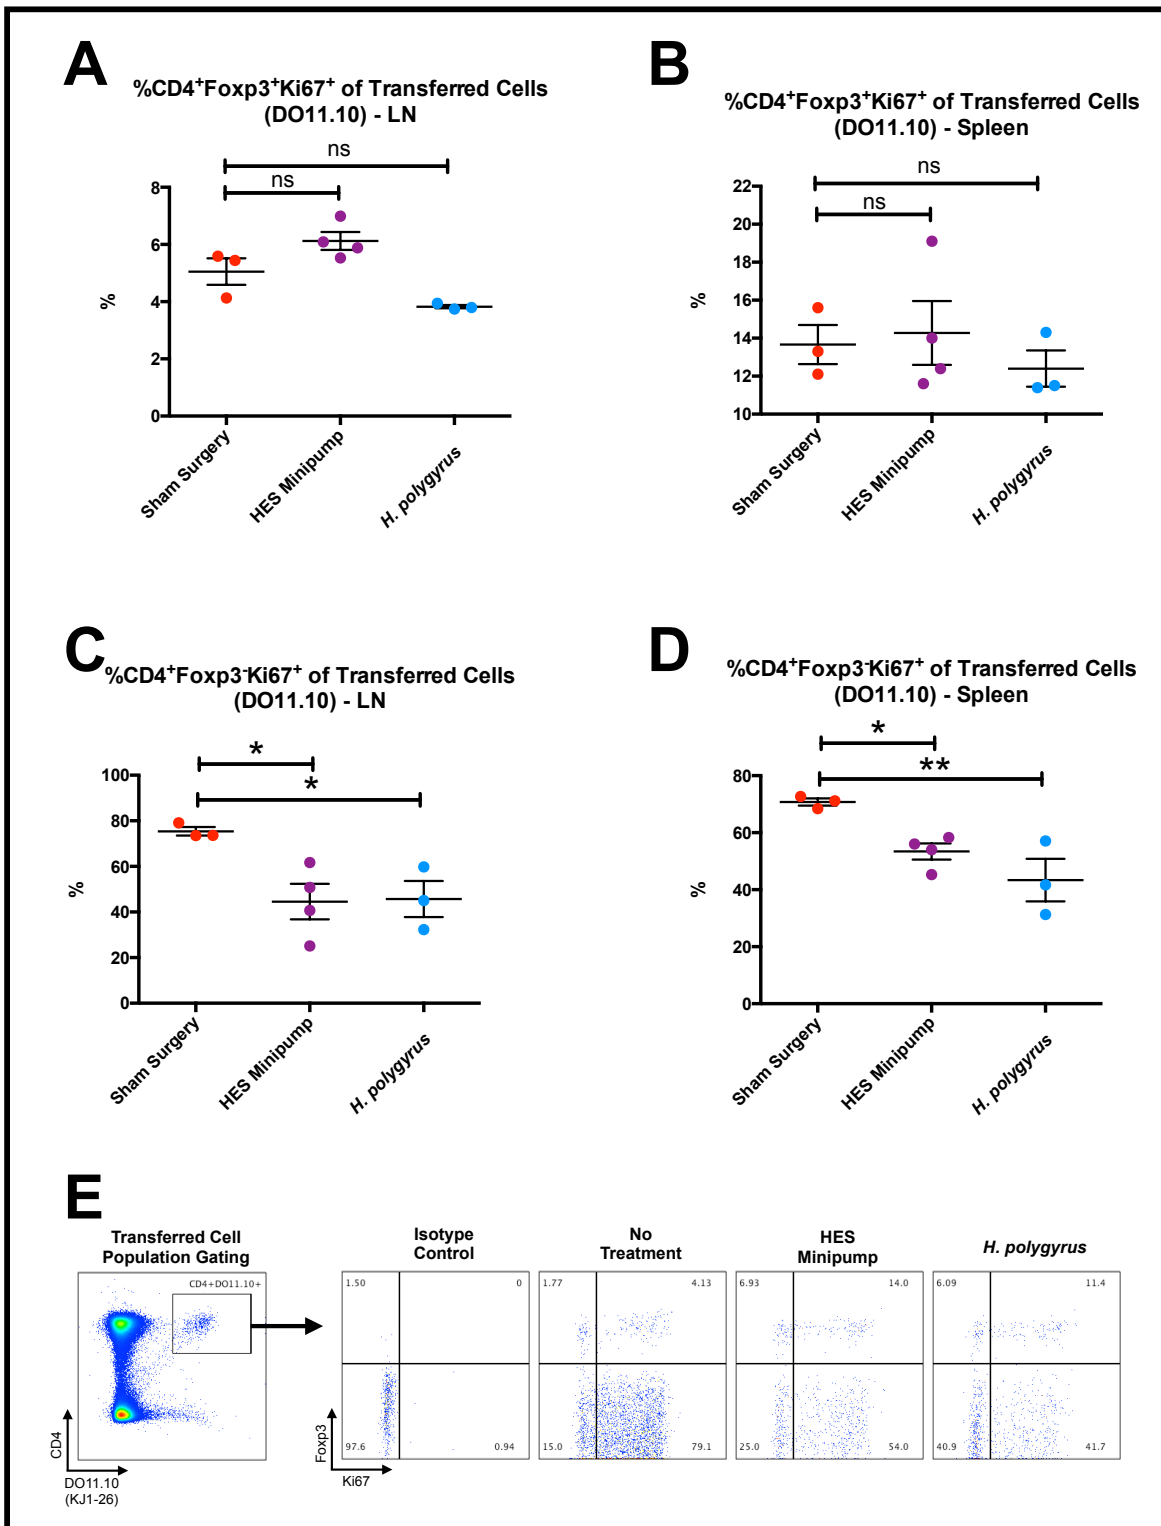 A
%CD4⁺Foxp3⁺Ki67⁺ of Transferred Cells
(DO11.10) - LN
ns
ns
8
6
4
2
0
%
Sham Surgery
HES Minipump
H. polygyrus
B
%CD4⁺Foxp3⁺Ki67⁺ of Transferred Cells
(DO11.10) - Spleen
ns
ns
22
20
18
16
14
12
10
%
Sham Surgery
HES Minipump
H. polygyrus
C
%CD4⁺Foxp3⁻Ki67⁺ of Transferred Cells
(DO11.10) - LN
*
*
100
80
60
40
20
0
%
Sham Surgery
HES Minipump
H. polygyrus
D
%CD4⁺Foxp3⁻Ki67⁺ of Transferred Cells
(DO11.10) - Spleen
*
**
80
60
40
20
0
%
Sham Surgery
HES Minipump
H. polygyrus
E
Transferred Cell
Population Gating
CD4+DO11.10+
CD4
DO11.10
(KJ1-26)
Isotype
Control
1.50
0
97.6
0.94
Foxp3
Ki67
No
Treatment
1.77
4.13
15.0
79.1
HES
Minipump
6.93
14.0
25.0
54.0
H. polygyrus
6.09
11.4
40.9
41.7